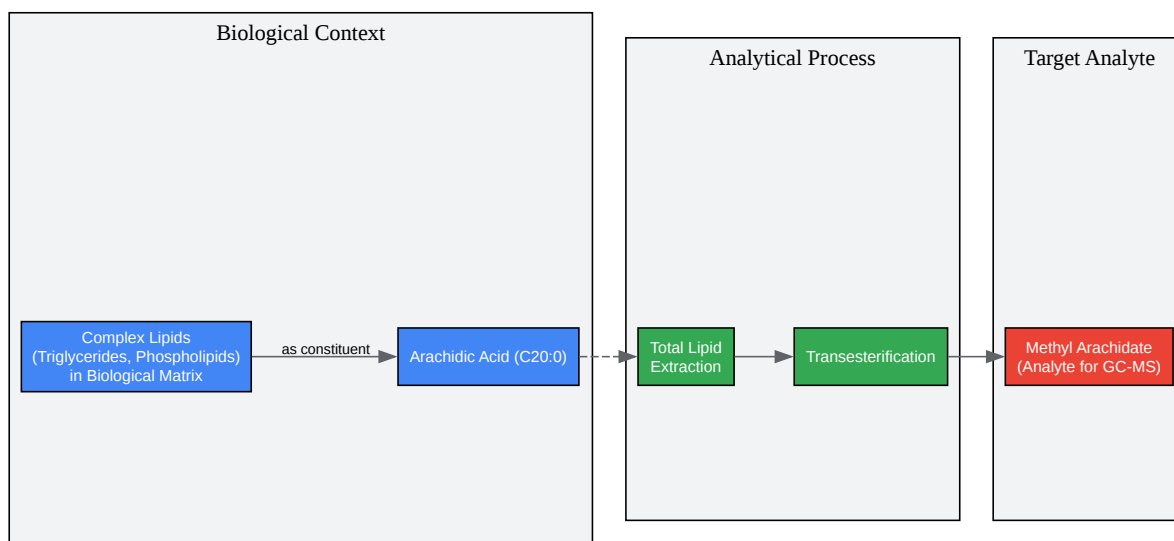 Biological Context
Analytical Process
Target Analyte
Complex Lipids
(Triglycerides, Phospholipids)
in Biological Matrix
as constituent
Arachidic Acid (C20:0)
Total Lipid
Extraction
Transesterification
Methyl Arachidate
(Analyte for GC-MS)